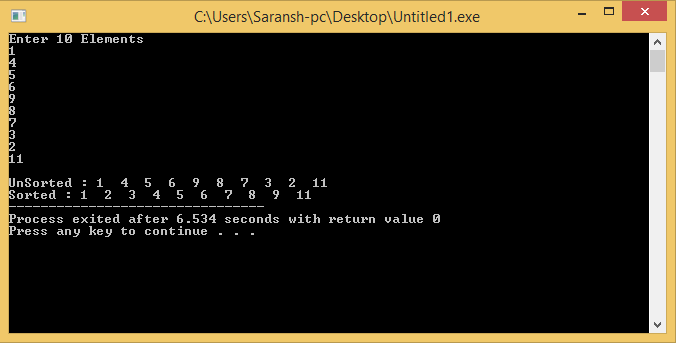 C:\Users\Saransh-pc\Desktop\Untitled1.exe
Enter 10 Elements
1
4
5
6
9
8
7
3
2
11
UnSorted : 1  4  5  6  9  8  7  3  2  11
Sorted : 1  2  3  4  5  6  7  8  9  11
--------------------------------
Process exited after 6.534 seconds with return value 0
Press any key to continue . . .